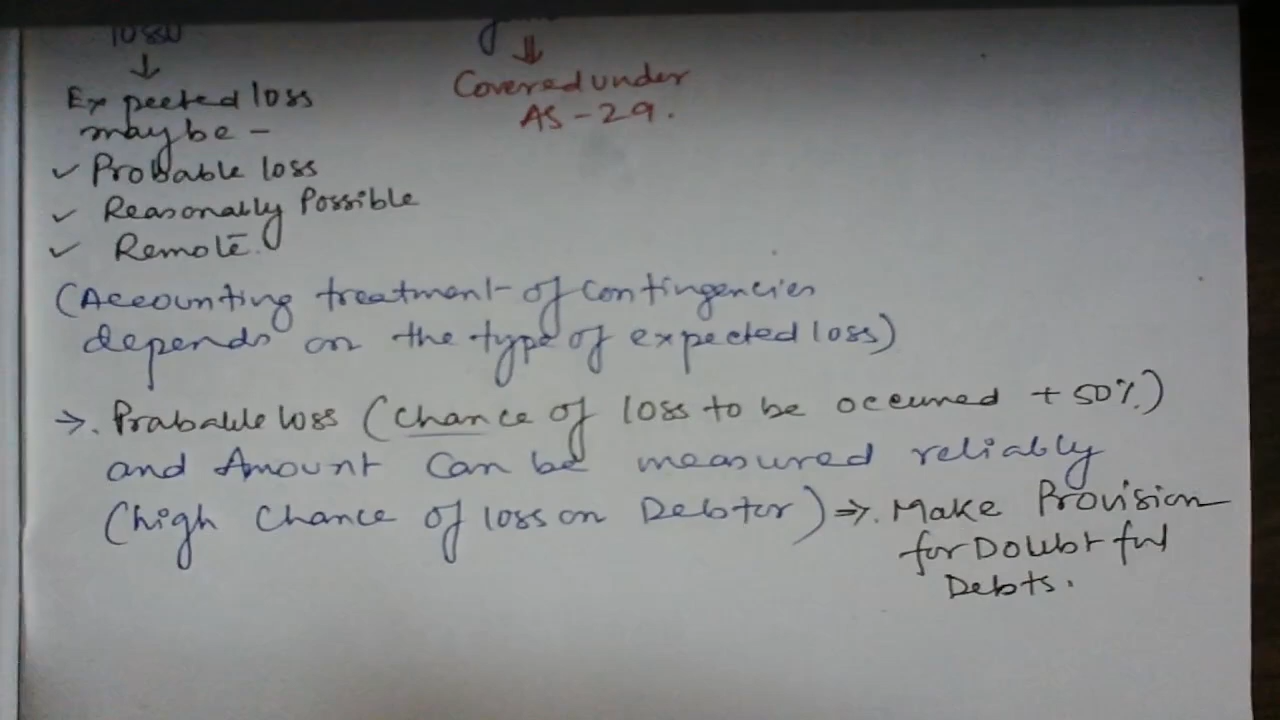 Expected loss
may be -
✓ Probable loss
✓ Reasonably Possible
✓ Remote.
⇓
Covered under
AS-29.
(Accounting treatment of contingencies
depends on the type of expected loss)
→. Prabable loss (Chance of loss to be occurred + 50%)
and Amount Can be measured reliably
(high Chance of loss on Debtor) ⇒. Make Provision
for Doubtful
Debts.